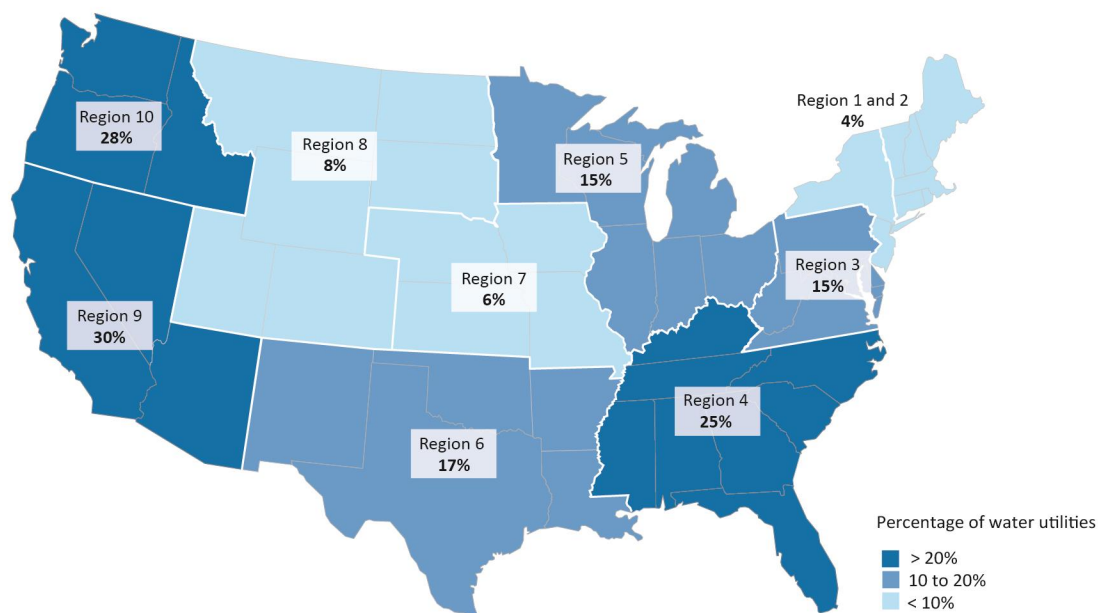 Region 1 and 2
4%
Region 10
28%
Region 8
8%
Region 5
15%
Region 3
15%
Region 7
6%
Region 9
30%
Region 4
25%
Region 6
17%
Percentage of water utilities
> 20%
10 to 20%
< 10%